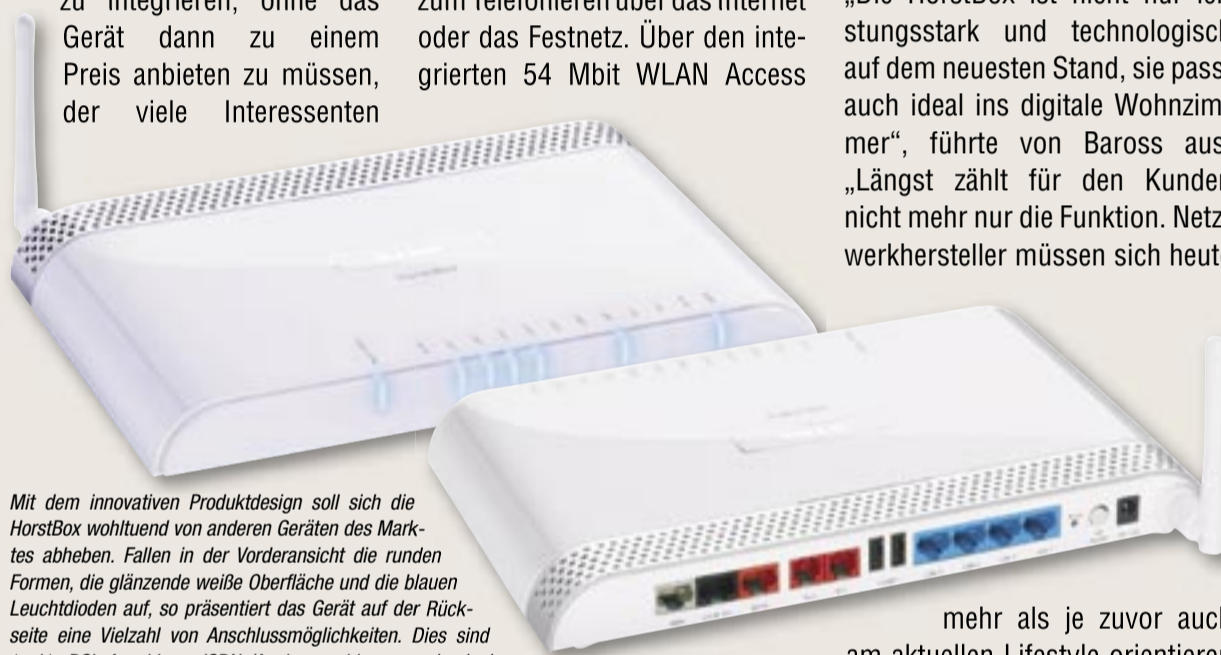 zu integrieren, ohne das
Gerät dann zu einem
Preis anbieten zu müssen,
der viele Interessenten
zum Telefonieren über das Internet
oder das Festnetz. Über den inte-
grierten 54 Mbit WLAN Access
„Die HorstBox ist nicht nur lei-
stungsstark und technologisch
auf dem neuesten Stand, sie passt
auch ideal ins digitale Wohnzim-
mer“, führte von Baross aus.
„Längst zählt für den Kunden
nicht mehr nur die Funktion. Netz-
werkhersteller müssen sich heute
Mit dem innovativen Produktdesign soll sich die
HorstBox wohltuend von anderen Geräten des Mark-
tes abheben. Fallen in der Vorderansicht die runden
Formen, die glänzende weiße Oberfläche und die blauen
Leuchtdioden auf, so präsentiert das Gerät auf der Rück-
seite eine Vielzahl von Anschlussmöglichkeiten. Dies sind
mehr als je zuvor auch
am aktuellen Lifestyle orientieren